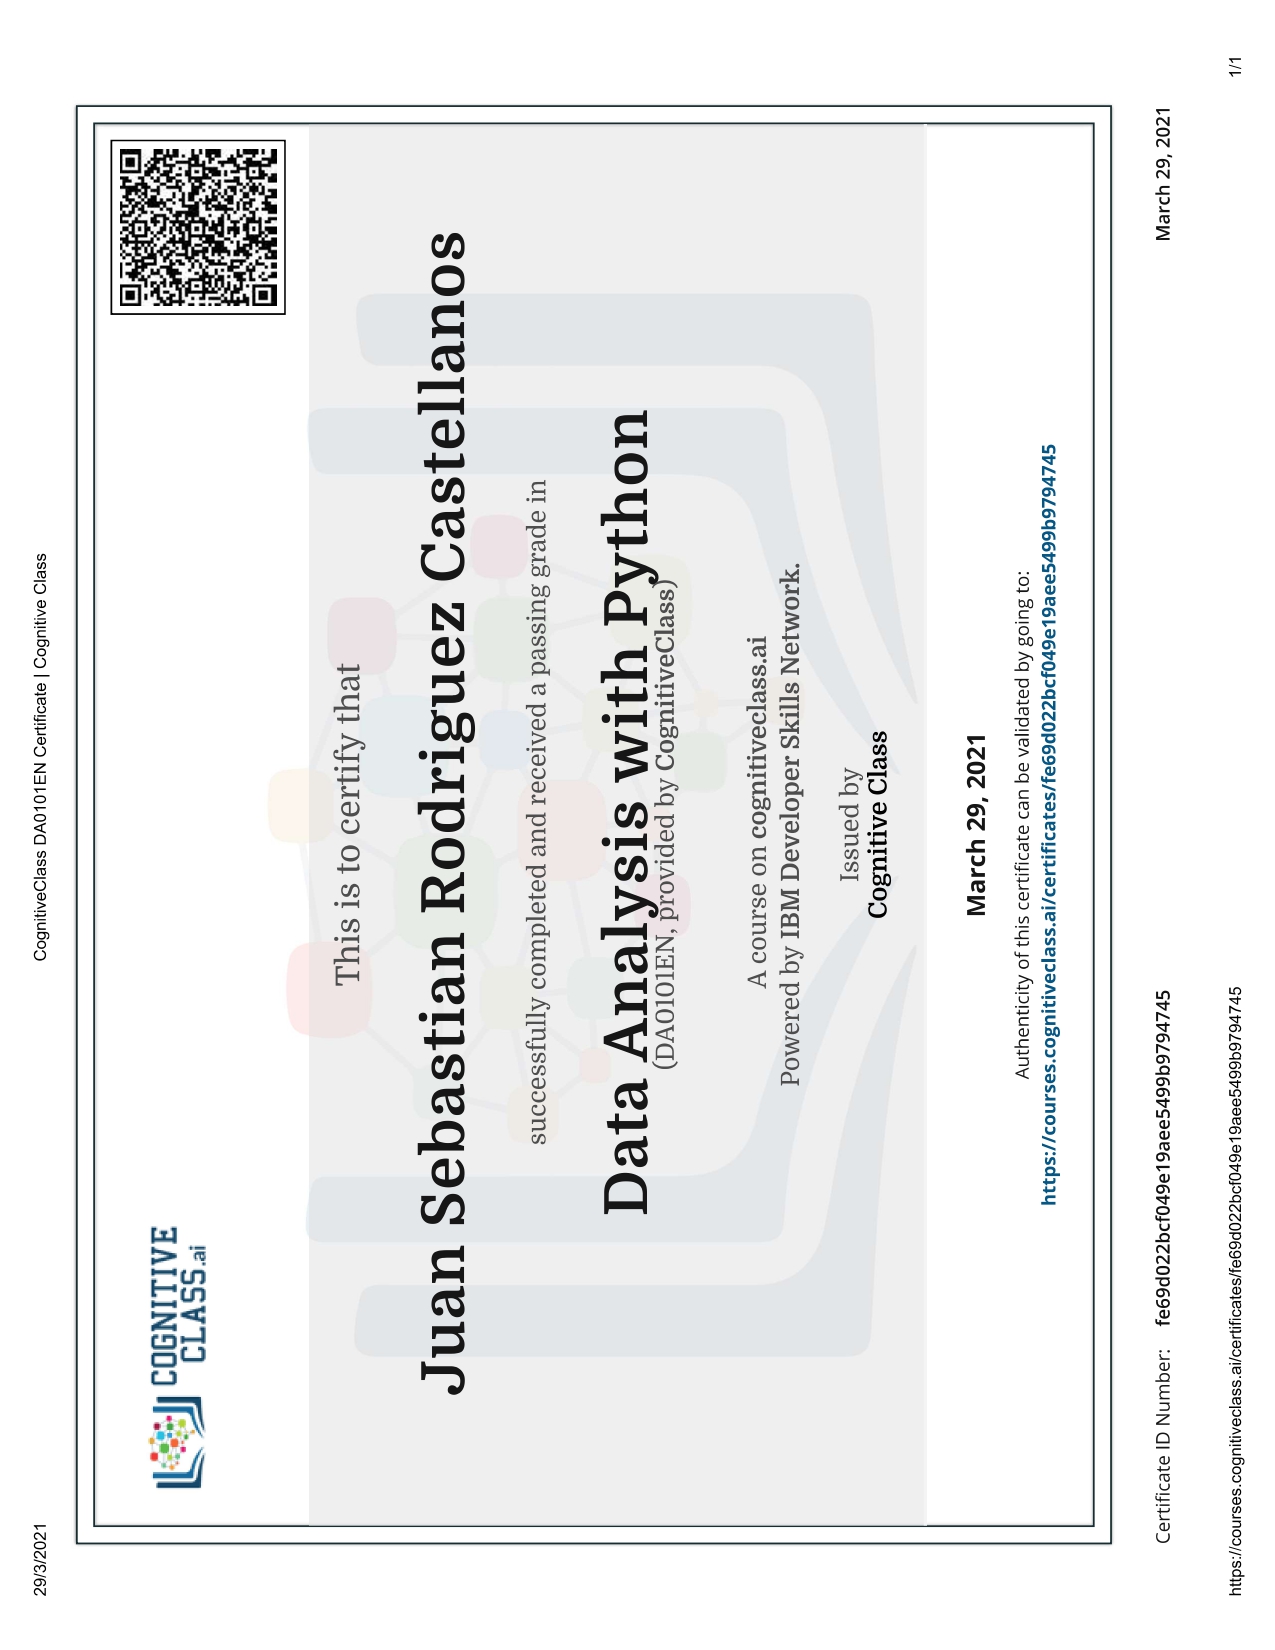 29/3/2021
CognitiveClass DA0101EN Certificate | Cognitive Class
COGNITIVE
CLASS.ai
This is to certify that
Juan Sebastian Rodriguez Castellanos
successfully completed and received a passing grade in
Data Analysis with Python
(DA0101EN, provided by CognitiveClass)
A course on cognitiveclass.ai
Powered by IBM Developer Skills Network.
Issued by
Cognitive Class
March 29, 2021
Authenticity of this certificate can be validated by going to:
https://courses.cognitiveclass.ai/certificates/fe69d022bcf049e19aee5499b9794745
Certificate ID Number: fe69d022bcf049e19aee5499b9794745
March 29, 2021
https://courses.cognitiveclass.ai/certificates/fe69d022bcf049e19aee5499b9794745
1/1